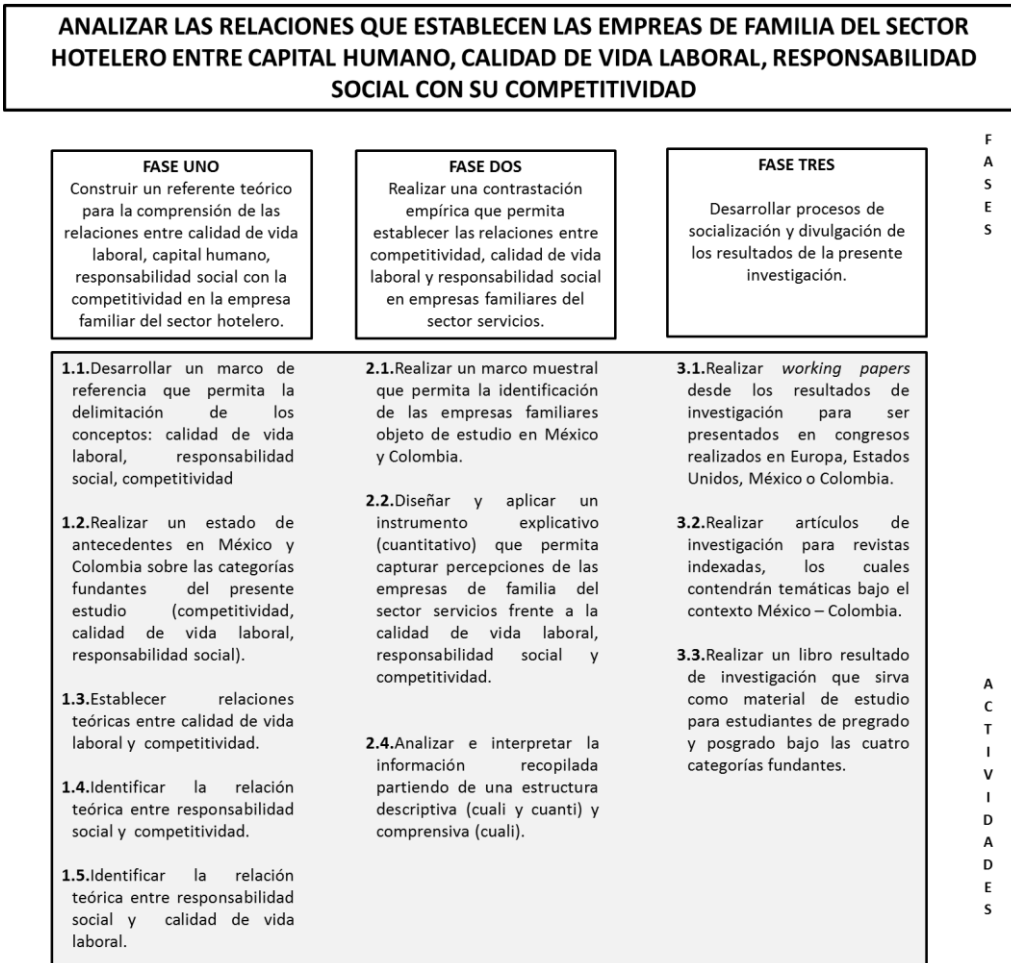 ANALIZAR LAS RELACIONES QUE ESTABLECEN LAS EMPREAS DE FAMILIA DEL SECTOR
HOTELERO ENTRE CAPITAL HUMANO, CALIDAD DE VIDA LABORAL, RESPONSABILIDAD
SOCIAL CON SU COMPETITIVIDAD
FASES
FASE UNO
Construir un referente teórico
para la comprensión de las
relaciones entre calidad de vida
laboral, capital humano,
responsabilidad social con la
competitividad en la empresa
familiar del sector hotelero.
FASE DOS
Realizar una contrastación
empírica que permita
establecer las relaciones entre
competitividad, calidad de vida
laboral y responsabilidad social
en empresas familiares del
sector servicios.
FASE TRES
Desarrollar procesos de
socialización y divulgación de
los resultados de la presente
investigación.
1.1.Desarrollar un marco de
referencia que permita la
delimitación de los
conceptos: calidad de vida
laboral, responsabilidad
social, competitividad
1.2.Realizar un estado de
antecedentes en México y
Colombia sobre las categorías
fundantes del presente
estudio (competitividad,
calidad de vida laboral,
responsabilidad social).
1.3.Establecer relaciones
teóricas entre calidad de vida
laboral y competitividad.
1.4.Identificar la relación
teórica entre responsabilidad
social y competitividad.
1.5.Identificar la relación
teórica entre responsabilidad
social y calidad de vida
laboral.
2.1.Realizar un marco muestral
que permita la identificación
de las empresas familiares
objeto de estudio en México
y Colombia.
2.2.Diseñar y aplicar un
instrumento explicativo
(cuantitativo) que permita
capturar percepciones de las
empresas de familia del
sector servicios frente a la
calidad de vida laboral,
responsabilidad social y
competitividad.
2.4.Analizar e interpretar la
información recopilada
partiendo de una estructura
descriptiva (cuali y cuanti) y
comprensiva (cuali).
3.1.Realizar working papers
desde los resultados de
investigación para ser
presentados en congresos
realizados en Europa, Estados
Unidos, México o Colombia.
3.2.Realizar artículos de
investigación para revistas
indexadas, los cuales
contendrán temáticas bajo el
contexto México – Colombia.
3.3.Realizar un libro resultado
de investigación que sirva
como material de estudio
para estudiantes de pregrado
y posgrado bajo las cuatro
categorías fundantes.
ACTIVIDADES